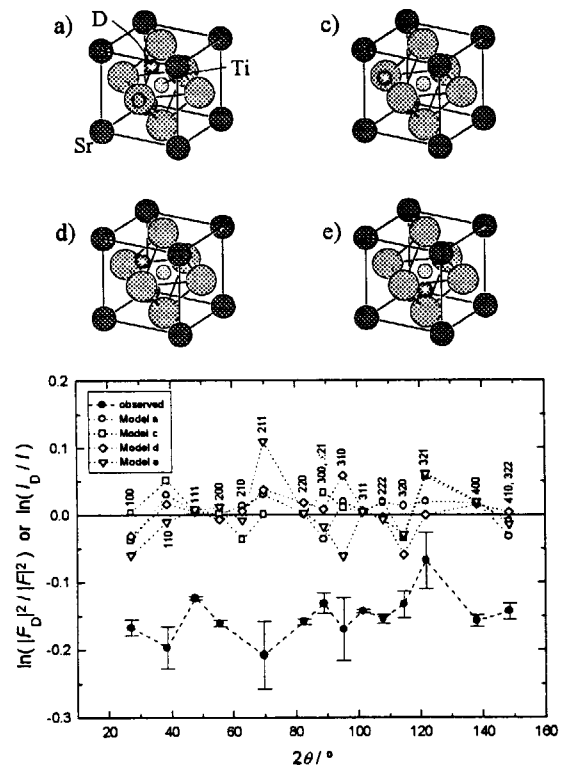 a)
D
Ti
Sr
c)
d)
e)
ln(|F_D|²/|F|²) or ln(I_D/I)
0.2
0.1
0.0
-0.1
-0.2
-0.3
observed
Model a
Model c
Model d
Model e
100
110
111
200
210
211
220
300, 221
310
311
222
320
321
400
410, 322
0
20
40
60
80
100
120
140
160
2θ/°